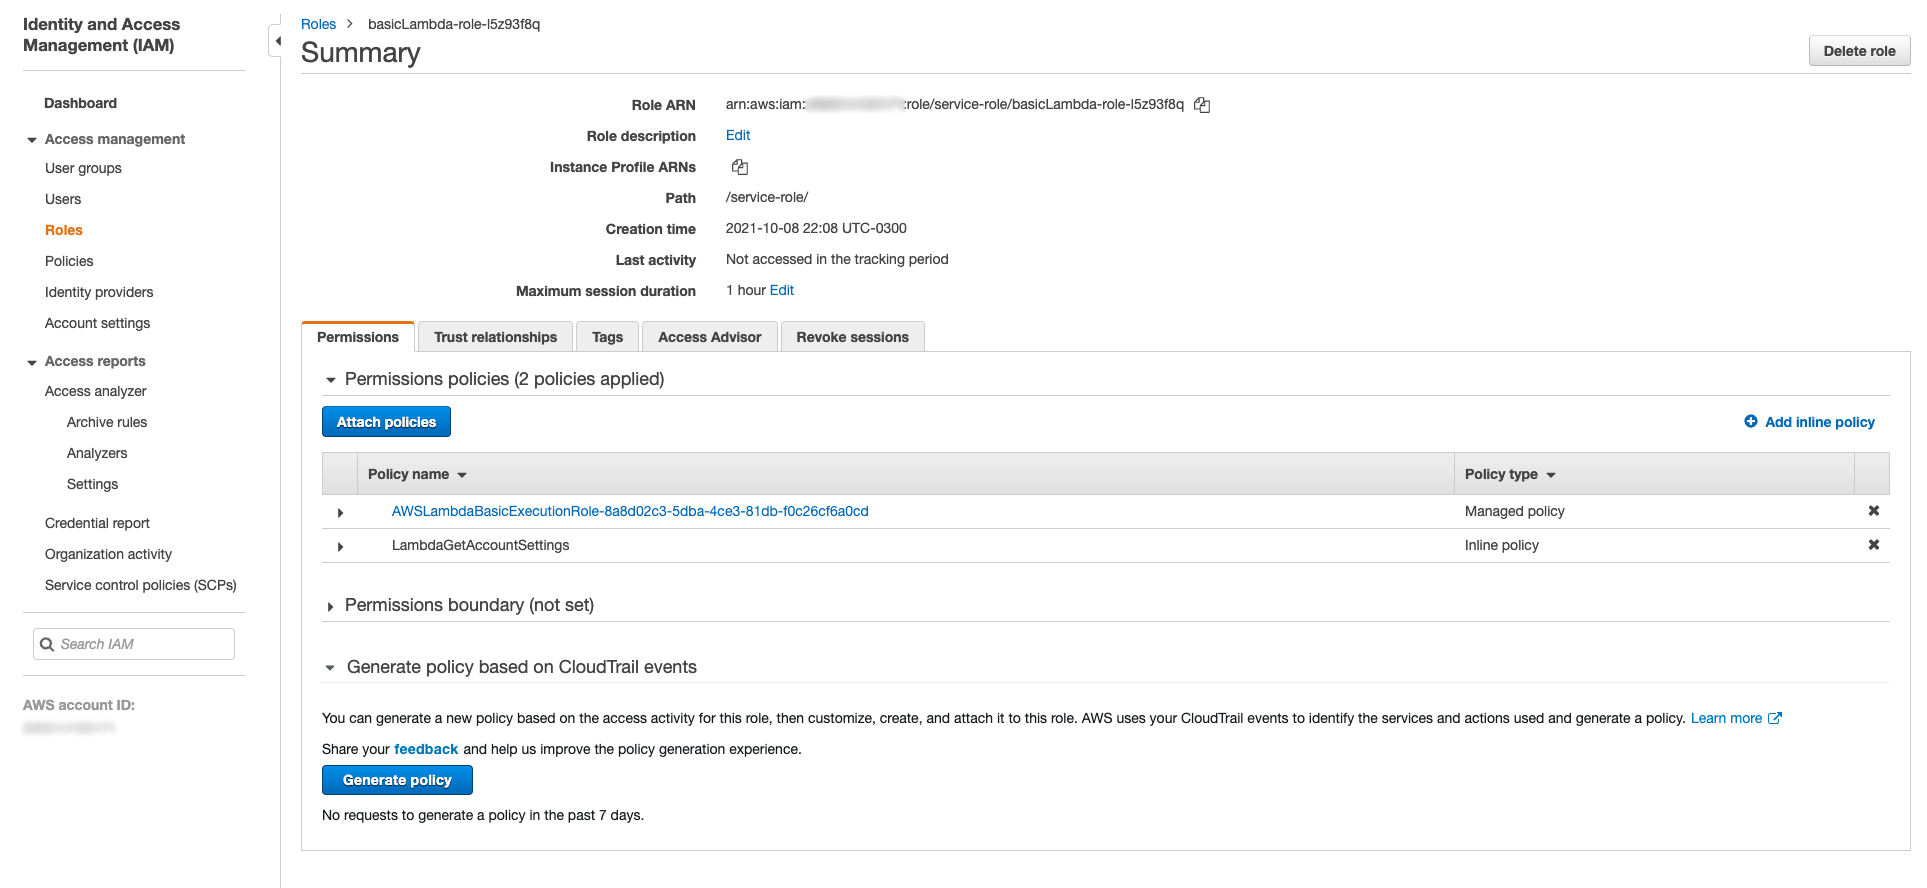 Identity and Access
Management (IAM)
Dashboard
Access management
User groups
Users
Roles
Policies
Identity providers
Account settings
Access reports
Access analyzer
Archive rules
Analyzers
Settings
Credential report
Organization activity
Service control policies (SCPs)
Search IAM
AWS account ID:
Roles > basicLambda-role-l5z93f8q
Summary
Delete role
Role ARN arn:aws:iam: :role/service-role/basicLambda-role-l5z93f8q
Role description Edit
Instance Profile ARNs
Path /service-role/
Creation time 2021-10-08 22:08 UTC-0300
Last activity Not accessed in the tracking period
Maximum session duration 1 hour Edit
Permissions Trust relationships Tags Access Advisor Revoke sessions
Permissions policies (2 policies applied)
Attach policies Add inline policy
Policy name Policy type
AWSLambdaBasicExecutionRole-8a8d02c3-5dba-4ce3-81db-f0c26cf6a0cd Managed policy
LambdaGetAccountSettings Inline policy
Permissions boundary (not set)
Generate policy based on CloudTrail events
You can generate a new policy based on the access activity for this role, then customize, create, and attach it to this role. AWS uses your CloudTrail events to identify the services and actions used and generate a policy. Learn more
Share your feedback and help us improve the policy generation experience.
Generate policy
No requests to generate a policy in the past 7 days.